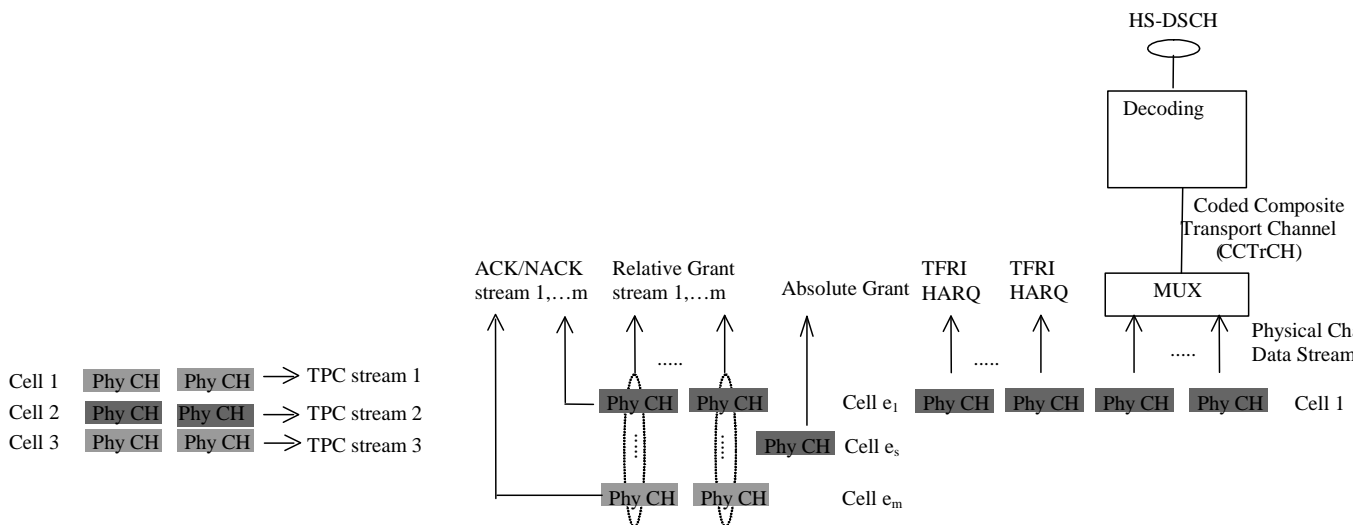 HS-DSCH
Decoding
Coded Composite
Transport Channel
(CCTrCH)
MUX
Physical Cha
Data Stream
ACK/NACK
stream 1,…m
Relative Grant
stream 1,…m
Absolute Grant
TFRI
HARQ
TFRI
HARQ
.....
.....
.....
Cell 1 Phy CH Phy CH TPC stream 1
Cell 2 Phy CH Phy CH TPC stream 2
Cell 3 Phy CH Phy CH TPC stream 3
Phy CH Phy CH Cell e1 Phy CH Phy CH Phy CH Phy CH Cell 1
Phy CH Cell es
Phy CH Phy CH Cell em